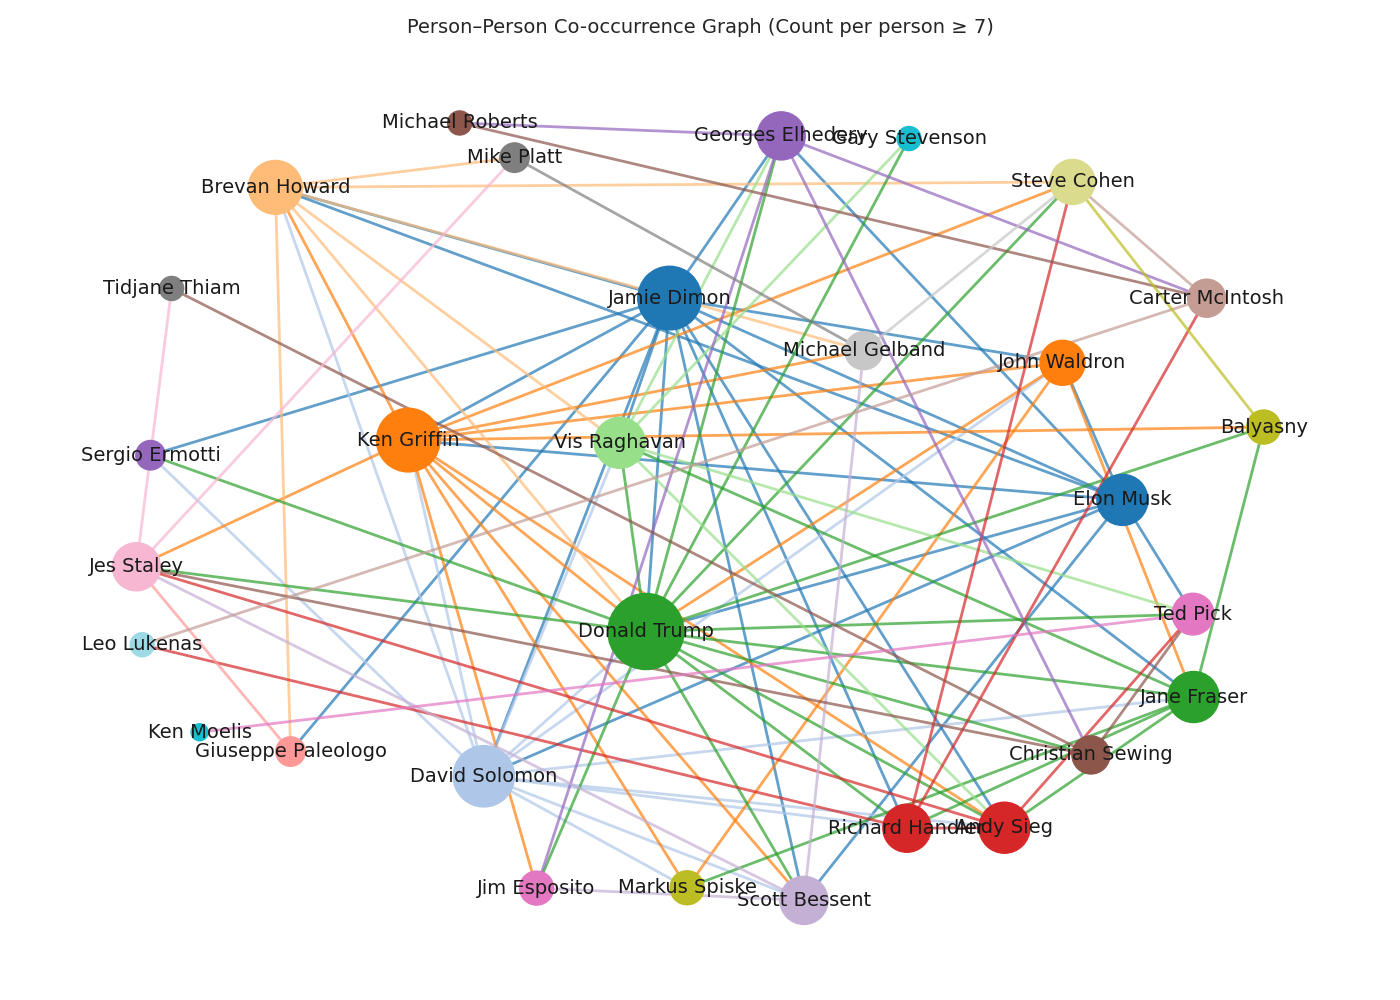 Person–Person Co-occurrence Graph (Count per person ≥ 7)
Michael Roberts
Georges Elhedery
Gary Stevenson
Mike Platt
Brevan Howard
Steve Cohen
Tidjane Thiam
Jamie Dimon
Carter McIntosh
Michael Gelband
John Waldron
Balyasny
Ken Griffin
Vis Raghavan
Sergio Ermotti
Elon Musk
Jes Staley
Ted Pick
Donald Trump
Leo Lukenas
Jane Fraser
Ken Moelis
Giuseppe Paleologo
Christian Sewing
David Solomon
Richard Handler
Andy Sieg
Jim Esposito
Markus Spiske
Scott Bessent